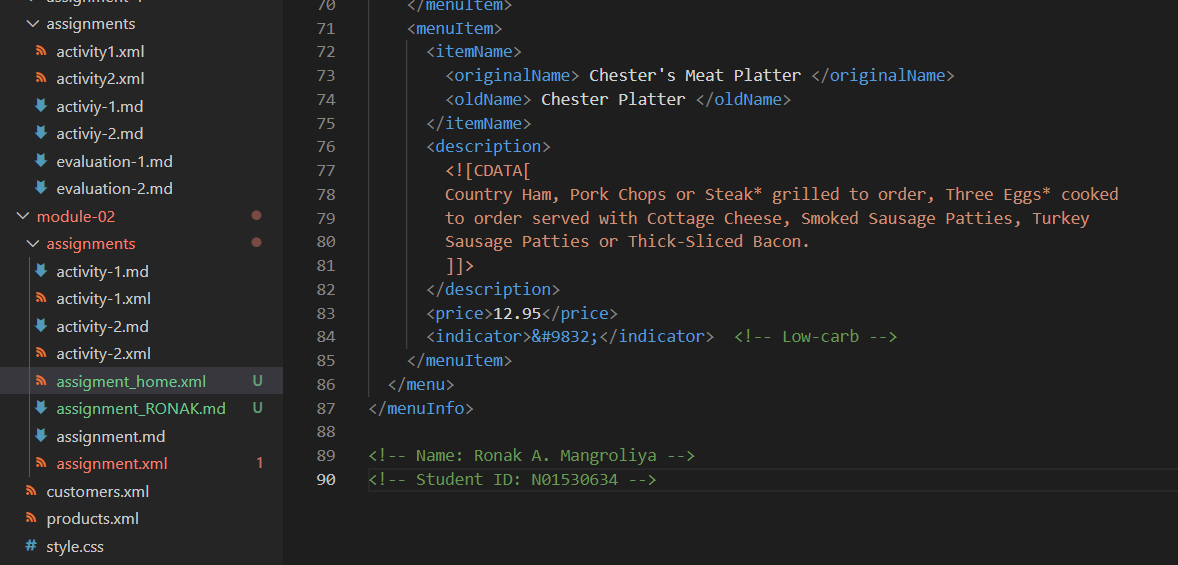 assignments
activity1.xml
activity2.xml
activiy-1.md
activiy-2.md
evaluation-1.md
evaluation-2.md
module-02
assignments
activity-1.md
activity-1.xml
activity-2.md
activity-2.xml
assigment_home.xml U
assignment_RONAK.md U
assignment.md
assignment.xml 1
customers.xml
products.xml
# style.css
70 </menuItem>
71 <menuItem>
72 <itemName>
73 <originalName> Chester's Meat Platter </originalName>
74 <oldName> Chester Platter </oldName>
75 </itemName>
76 <description>
77 <![CDATA[
78 Country Ham, Pork Chops or Steak* grilled to order, Three Eggs* cooked
79 to order served with Cottage Cheese, Smoked Sausage Patties, Turkey
80 Sausage Patties or Thick-Sliced Bacon.
81 ]]>
82 </description>
83 <price>12.95</price>
84 <indicator>&#9832;</indicator> <!-- Low-carb -->
85 </menuItem>
86 </menu>
87 </menuInfo>
88
89 <!-- Name: Ronak A. Mangroliya -->
90 <!-- Student ID: N01530634 -->